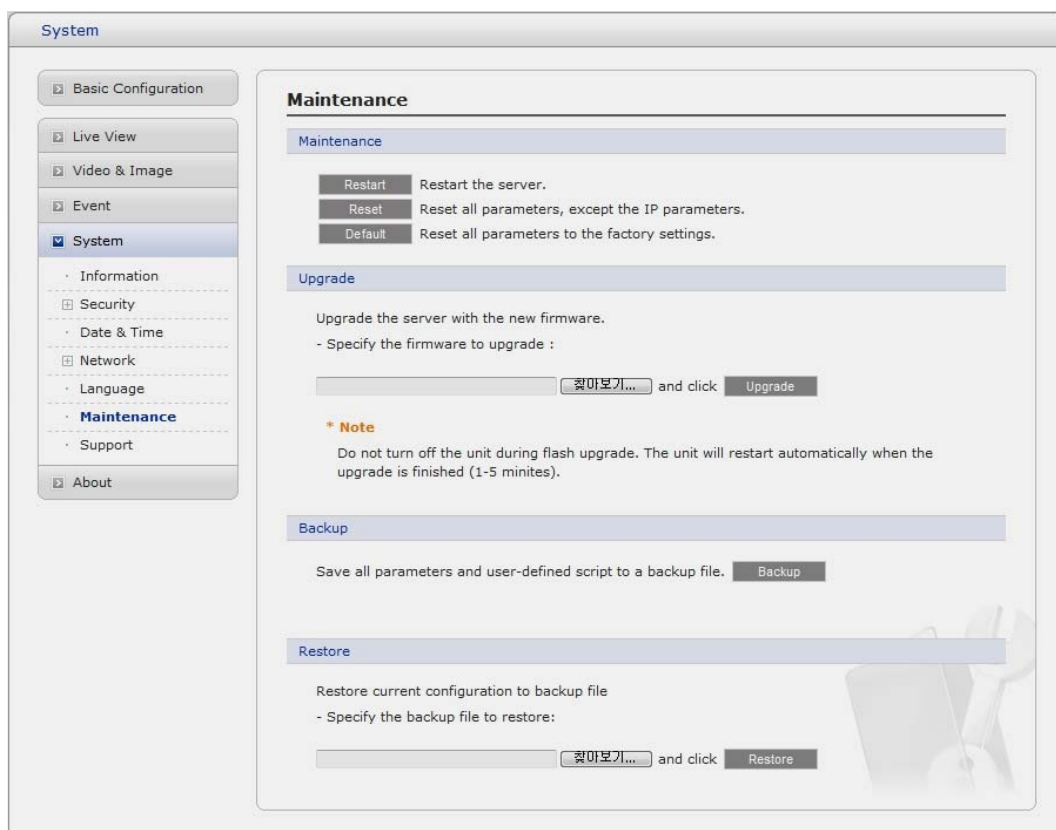 System
Basic Configuration
Live View
Video & Image
Event
System
· Information
Security
· Date & Time
Network
· Language
· Maintenance
· Support
About
Maintenance
Maintenance
Restart Restart the server.
Reset Reset all parameters, except the IP parameters.
Default Reset all parameters to the factory settings.
Upgrade
Upgrade the server with the new firmware.
- Specify the firmware to upgrade :
찾아보기... and click Upgrade
* Note
Do not turn off the unit during flash upgrade. The unit will restart automatically when the
upgrade is finished (1-5 minites).
Backup
Save all parameters and user-defined script to a backup file. Backup
Restore
Restore current configuration to backup file
- Specify the backup file to restore:
찾아보기... and click Restore